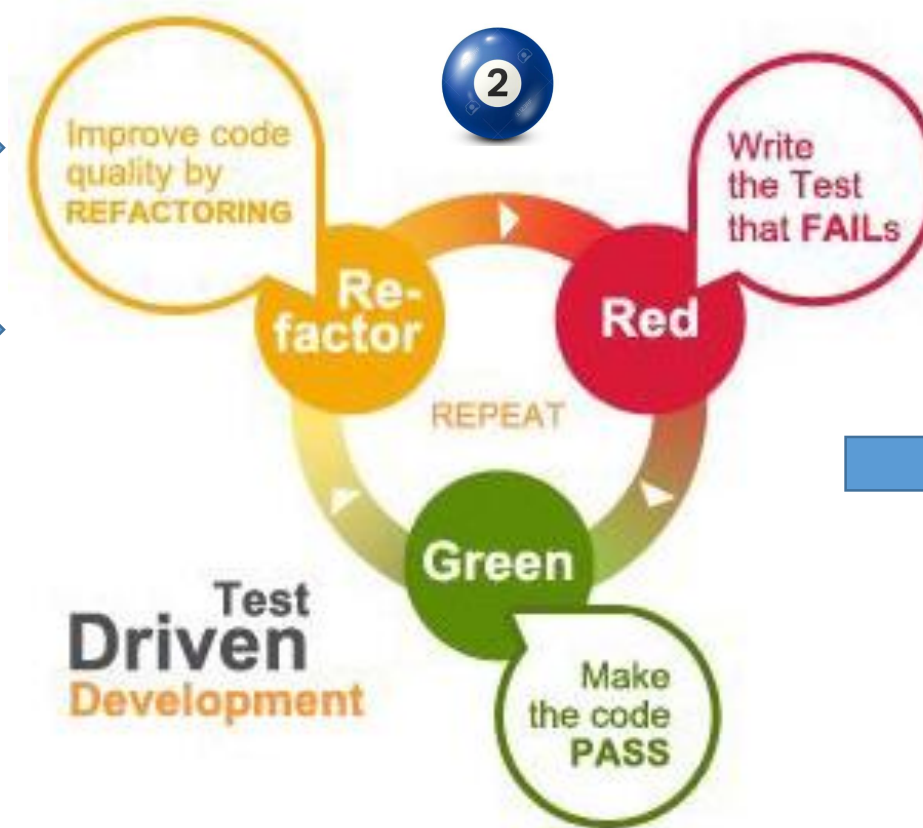 2
Improve code
quality by
REFACTORING
Write
the Test
that FAILs
Re-
factor
Red
REPEAT
Green
Test
Driven
Development
Make
the code
PASS